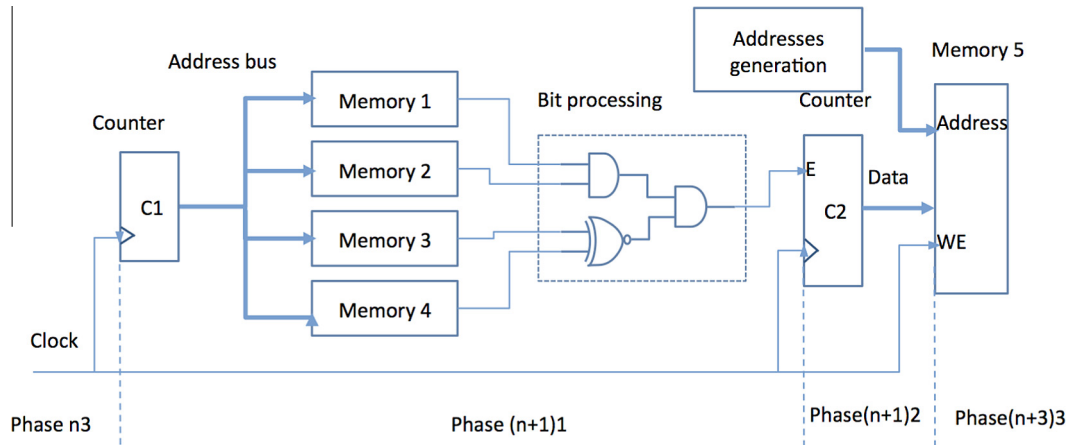 Addresses
generation
Memory 5
Address bus
Memory 1
Bit processing
Counter
Counter
Address
Memory 2
E
Data
C1
C2
Memory 3
WE
Memory 4
Clock
Phase n3
Phase (n+1)1
Phase(n+1)2
Phase(n+3)3